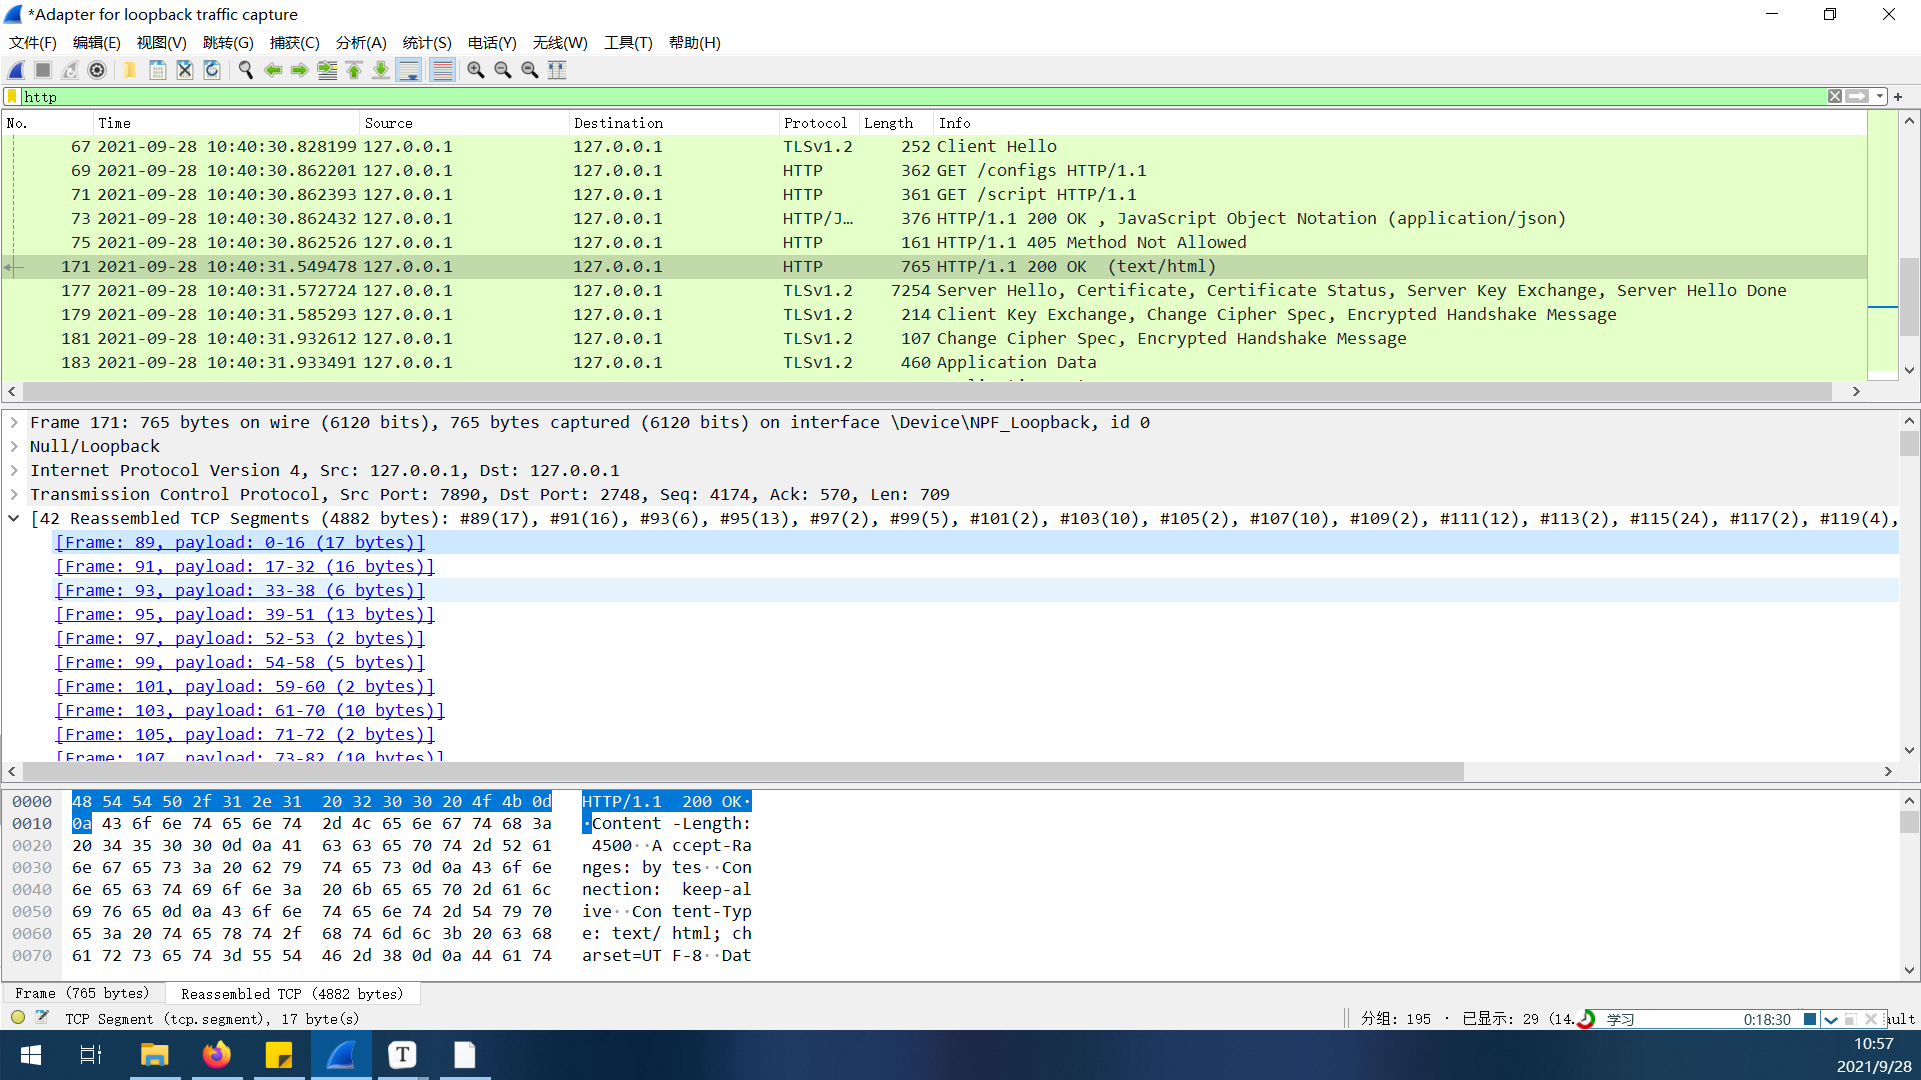 *Adapter for loopback traffic capture
文件(F) 编辑(E) 视图(V) 跳转(G) 捕获(C) 分析(A) 统计(S) 电话(Y) 无线(W) 工具(T) 帮助(H)
http
No. Time Source Destination Protocol Length Info
67 2021-09-28 10:40:30.828199 127.0.0.1 127.0.0.1 TLSv1.2 252 Client Hello
69 2021-09-28 10:40:30.862201 127.0.0.1 127.0.0.1 HTTP 362 GET /configs HTTP/1.1
71 2021-09-28 10:40:30.862393 127.0.0.1 127.0.0.1 HTTP 361 GET /script HTTP/1.1
73 2021-09-28 10:40:30.862432 127.0.0.1 127.0.0.1 HTTP/J… 376 HTTP/1.1 200 OK , JavaScript Object Notation (application/json)
75 2021-09-28 10:40:30.862526 127.0.0.1 127.0.0.1 HTTP 161 HTTP/1.1 405 Method Not Allowed
171 2021-09-28 10:40:31.549478 127.0.0.1 127.0.0.1 HTTP 765 HTTP/1.1 200 OK (text/html)
177 2021-09-28 10:40:31.572724 127.0.0.1 127.0.0.1 TLSv1.2 7254 Server Hello, Certificate, Certificate Status, Server Key Exchange, Server Hello Done
179 2021-09-28 10:40:31.585293 127.0.0.1 127.0.0.1 TLSv1.2 214 Client Key Exchange, Change Cipher Spec, Encrypted Handshake Message
181 2021-09-28 10:40:31.932612 127.0.0.1 127.0.0.1 TLSv1.2 107 Change Cipher Spec, Encrypted Handshake Message
183 2021-09-28 10:40:31.933491 127.0.0.1 127.0.0.1 TLSv1.2 460 Application Data
Frame 171: 765 bytes on wire (6120 bits), 765 bytes captured (6120 bits) on interface \Device\NPF_Loopback, id 0
Null/Loopback
Internet Protocol Version 4, Src: 127.0.0.1, Dst: 127.0.0.1
Transmission Control Protocol, Src Port: 7890, Dst Port: 2748, Seq: 4174, Ack: 570, Len: 709
[42 Reassembled TCP Segments (4882 bytes): #89(17), #91(16), #93(6), #95(13), #97(2), #99(5), #101(2), #103(10), #105(2), #107(10), #109(2), #111(12), #113(2), #115(24), #117(2), #119(4),
[Frame: 89, payload: 0-16 (17 bytes)]
[Frame: 91, payload: 17-32 (16 bytes)]
[Frame: 93, payload: 33-38 (6 bytes)]
[Frame: 95, payload: 39-51 (13 bytes)]
[Frame: 97, payload: 52-53 (2 bytes)]
[Frame: 99, payload: 54-58 (5 bytes)]
[Frame: 101, payload: 59-60 (2 bytes)]
[Frame: 103, payload: 61-70 (10 bytes)]
[Frame: 105, payload: 71-72 (2 bytes)]
[Frame: 107, payload: 73-82 (10 bytes)]
0000 48 54 54 50 2f 31 2e 31 20 32 30 30 20 4f 4b 0d HTTP/1.1 200 OK·
0010 0a 43 6f 6e 74 65 6e 74 2d 4c 65 6e 67 74 68 3a ·Content -Length:
0020 20 34 35 30 30 0d 0a 41 63 63 65 70 74 2d 52 61 4500··A ccept-Ra
0030 6e 67 65 73 3a 20 62 79 74 65 73 0d 0a 43 6f 6e nges: by tes··Con
0040 6e 65 63 74 69 6f 6e 3a 20 6b 65 65 70 2d 61 6c nection: keep-al
0050 69 76 65 0d 0a 43 6f 6e 74 65 6e 74 2d 54 79 70 ive··Con tent-Typ
0060 65 3a 20 74 65 78 74 2f 68 74 6d 6c 3b 20 63 68 e: text/ html; ch
0070 61 72 73 65 74 3d 55 54 46 2d 38 0d 0a 44 61 74 arset=UT F-8··Dat
Frame (765 bytes) Reassembled TCP (4882 bytes)
TCP Segment (tcp.segment), 17 byte(s) 分组: 195 · 已显示: 29 (14. 学习 0:18:30 ault
T 10:57
2021/9/28